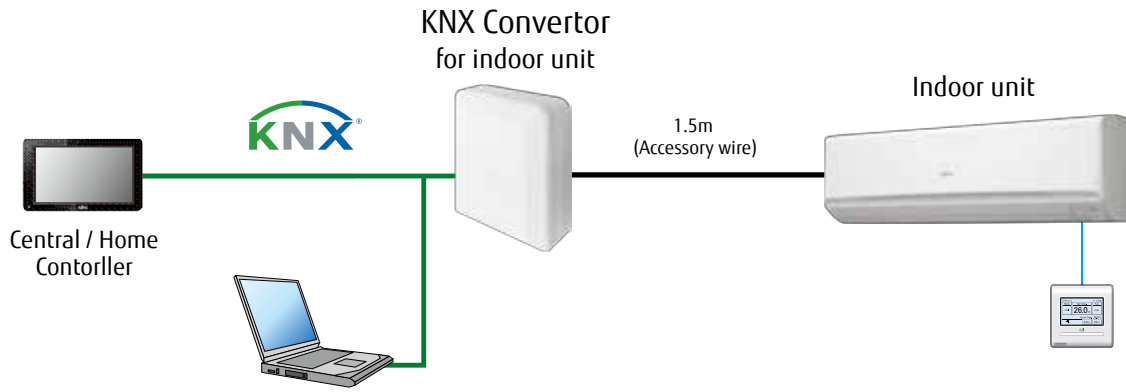 KNX Convertor
for indoor unit
Indoor unit
KNX®
1.5m
(Accessory wire)
Central / Home
Contorller
26.0